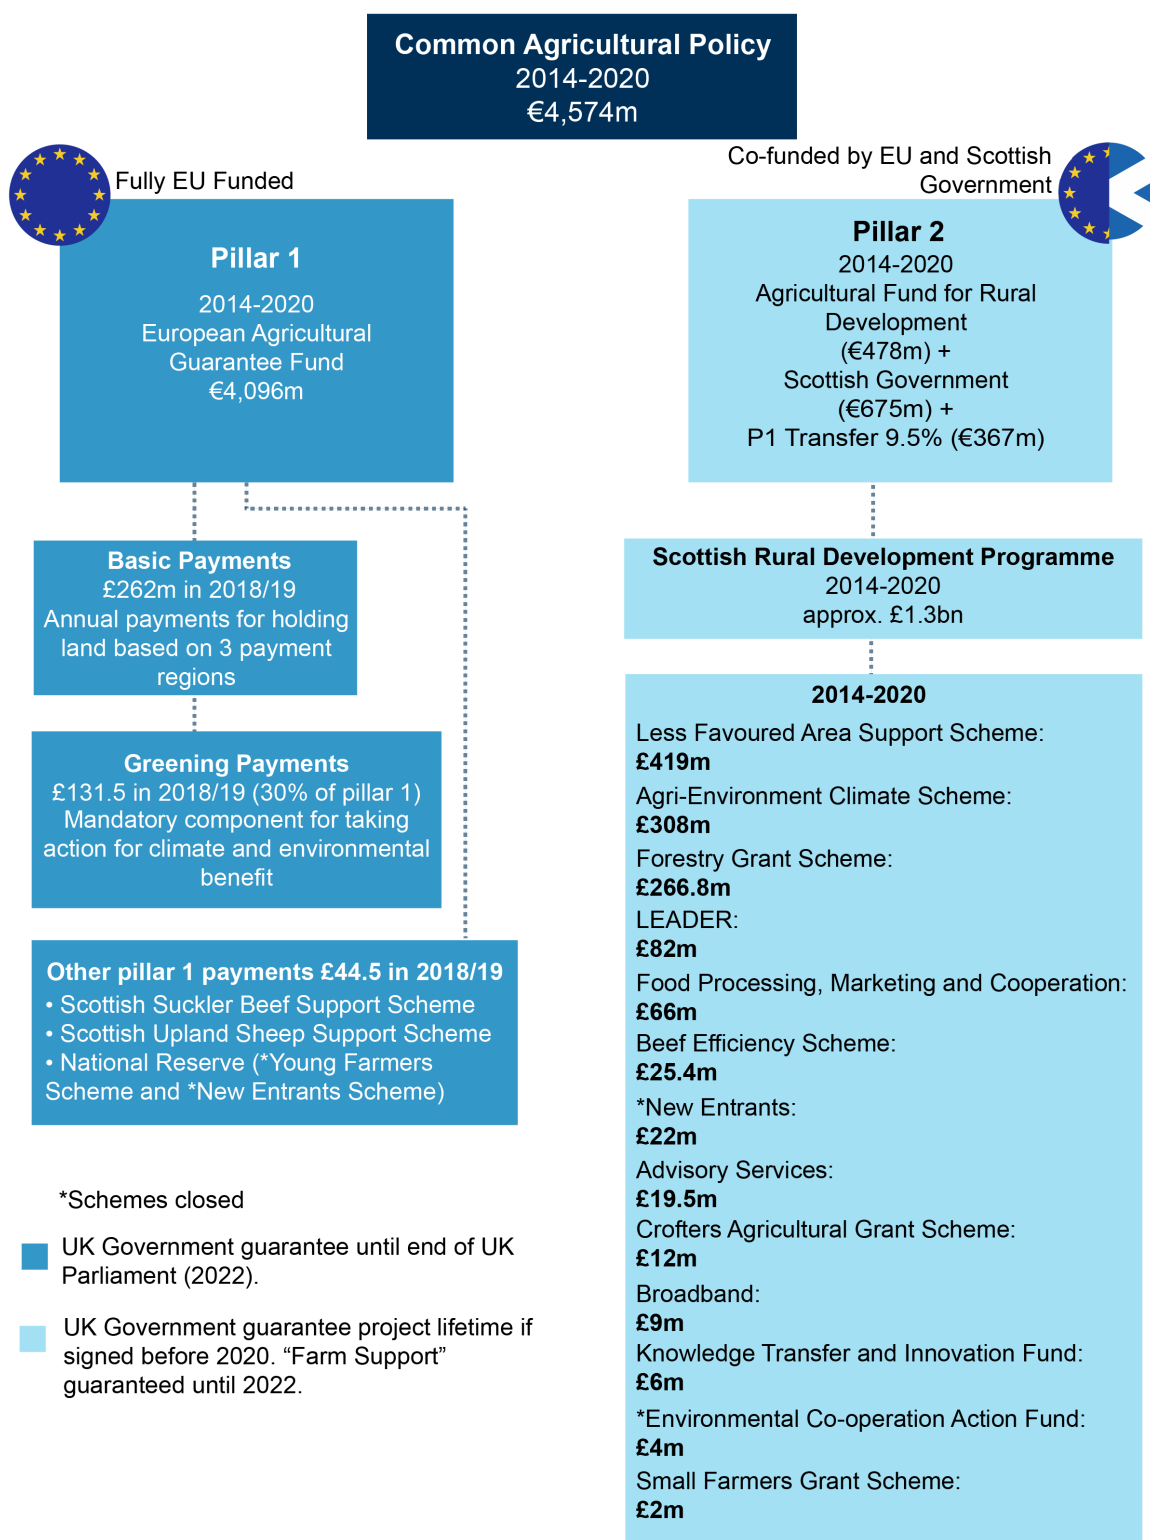 Common Agricultural Policy
2014-2020
€4,574m
Fully EU Funded
Pillar 1
2014-2020
European Agricultural
Guarantee Fund
€4,096m
Basic Payments
£262m in 2018/19
Annual payments for holding
land based on 3 payment
regions
Greening Payments
£131.5 in 2018/19 (30% of pillar 1)
Mandatory component for taking
action for climate and environmental
benefit
Other pillar 1 payments £44.5 in 2018/19
• Scottish Suckler Beef Support Scheme
• Scottish Upland Sheep Support Scheme
• National Reserve (*Young Farmers
Scheme and *New Entrants Scheme)
*Schemes closed
UK Government guarantee until end of UK
Parliament (2022).
UK Government guarantee project lifetime if
signed before 2020. “Farm Support”
guaranteed until 2022.
Co-funded by EU and Scottish
Government
Pillar 2
2014-2020
Agricultural Fund for Rural
Development
(€478m) +
Scottish Government
(€675m) +
P1 Transfer 9.5% (€367m)
Scottish Rural Development Programme
2014-2020
approx. £1.3bn
2014-2020
Less Favoured Area Support Scheme:
£419m
Agri-Environment Climate Scheme:
£308m
Forestry Grant Scheme:
£266.8m
LEADER:
£82m
Food Processing, Marketing and Cooperation:
£66m
Beef Efficiency Scheme:
£25.4m
*New Entrants:
£22m
Advisory Services:
£19.5m
Crofters Agricultural Grant Scheme:
£12m
Broadband:
£9m
Knowledge Transfer and Innovation Fund:
£6m
*Environmental Co-operation Action Fund:
£4m
Small Farmers Grant Scheme:
£2m